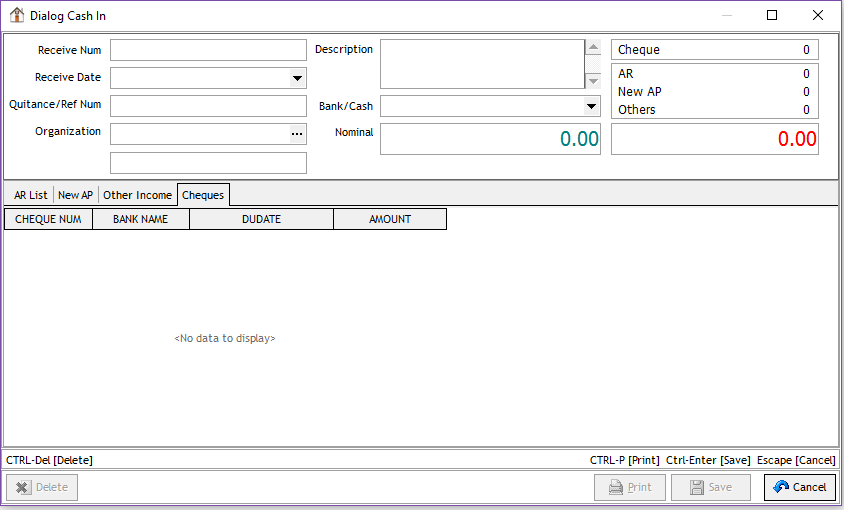 Dialog Cash In
Receive Num
Receive Date
Quitance/Ref Num
Organization
Description
Bank/Cash
Nominal
0.00
Cheque 0
AR 0
New AP 0
Others 0
0.00
AR List New AP Other Income Cheques
CHEQUE NUM BANK NAME DUDATE AMOUNT
<No data to display>
CTRL-Del [Delete] CTRL-P [Print] Ctrl-Enter [Save] Escape [Cancel]
Delete Print Save Cancel